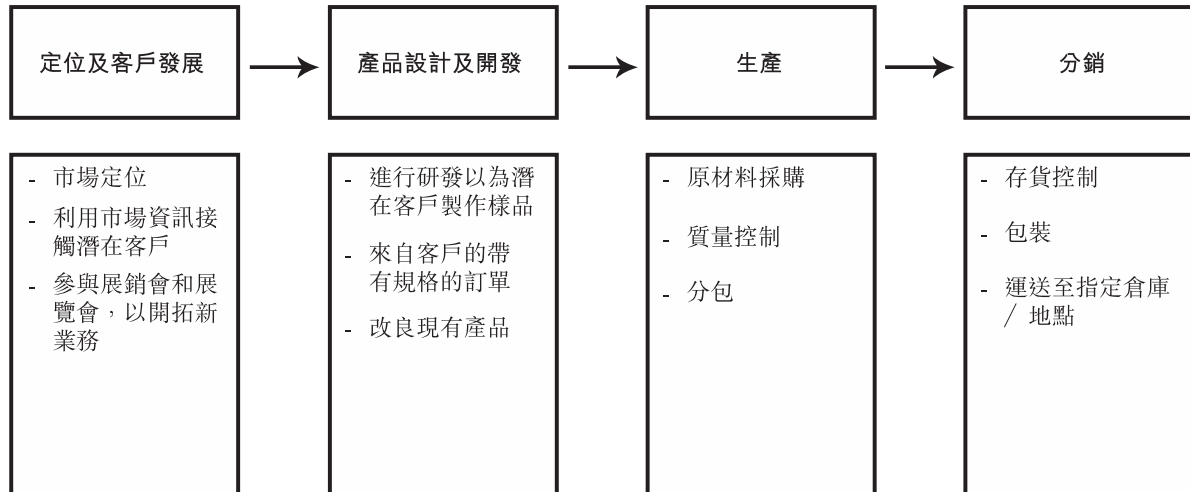 定位及客戶發展
產品設計及開發
生產
分銷
- 市場定位
- 利用市場資訊接
觸潛在客戶
- 參與展銷會和展
覽會，以開拓新
業務
- 進行研發以為潛
在客戶製作樣品
- 來自客戶的帶
有規格的訂單
- 改良現有產品
- 原材料採購
- 質量控制
- 分包
- 存貨控制
- 包裝
- 運送至指定倉庫
／地點